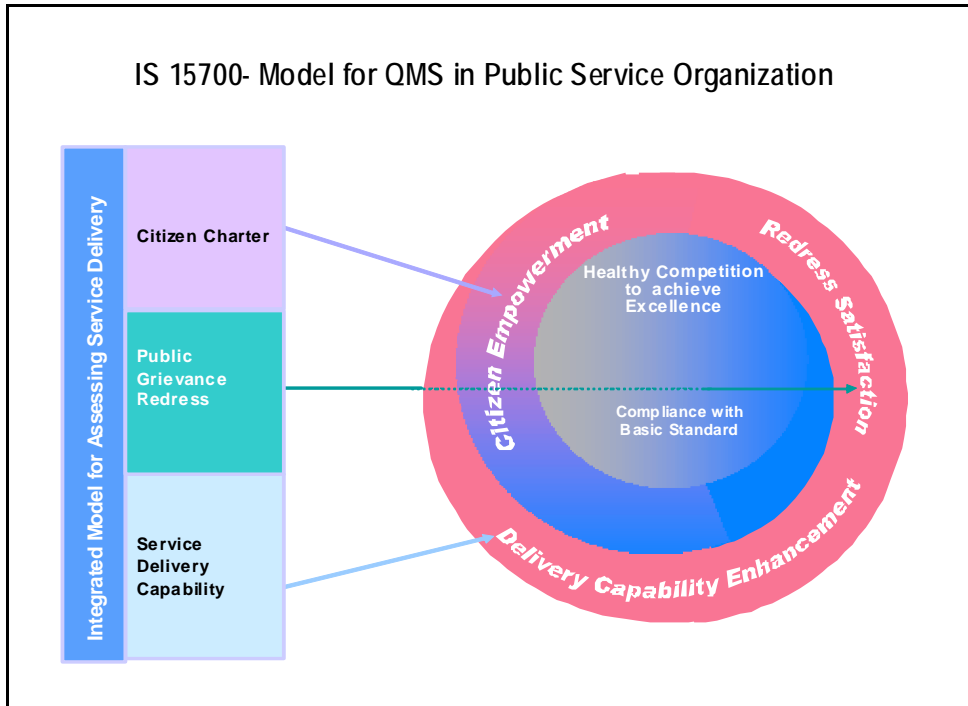 IS 15700- Model for QMS in Public Service Organization
Integrated Model for Assessing Service Delivery
Citizen Charter
Public
Grievance
Redress
Service
Delivery
Capability
Citizen Empowerment
Redress Satisfaction
Delivery Capability Enhancement
Healthy Competition
to achieve
Excellence
Compliance with
Basic Standard